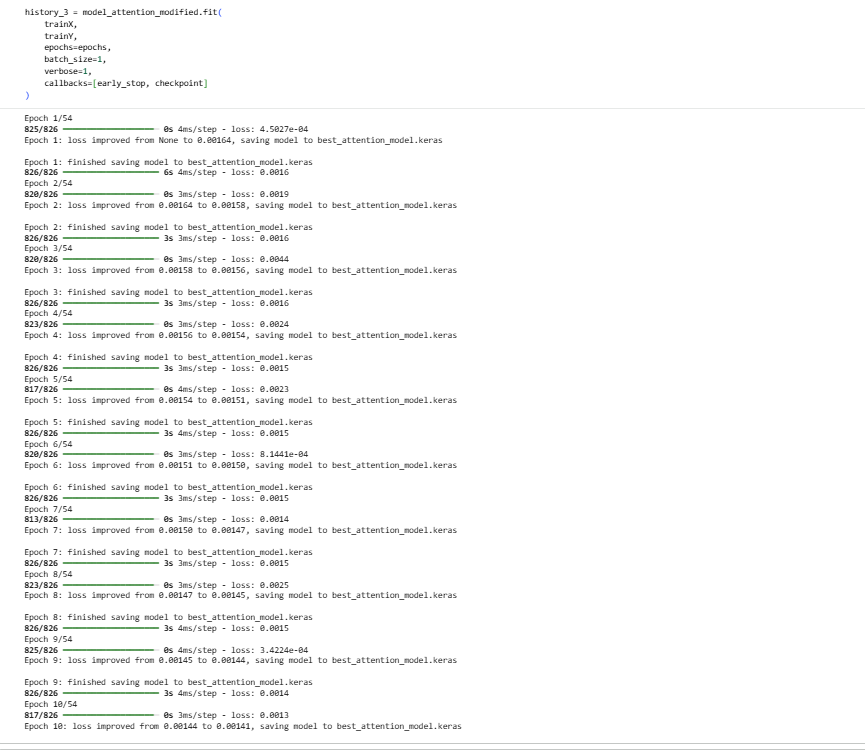 history_3 = model_attention_modified.fit(
    trainX,
    trainY,
    epochs=epochs,
    batch_size=1,
    verbose=1,
    callbacks=[early_stop, checkpoint]
)
Epoch 1/54
825/826 ━━━━━━━━━━━━━━━━━━━ 0s 4ms/step - loss: 4.5027e-04
Epoch 1: loss improved from None to 0.00164, saving model to best_attention_model.keras
Epoch 1: finished saving model to best_attention_model.keras
826/826 ━━━━━━━━━━━━━━━━━━━━ 6s 4ms/step - loss: 0.0016
Epoch 2/54
820/826 ━━━━━━━━━━━━━━━━━━━ 0s 3ms/step - loss: 0.0019
Epoch 2: loss improved from 0.00164 to 0.00158, saving model to best_attention_model.keras
Epoch 2: finished saving model to best_attention_model.keras
826/826 ━━━━━━━━━━━━━━━━━━━━ 3s 3ms/step - loss: 0.0016
Epoch 3/54
820/826 ━━━━━━━━━━━━━━━━━━━ 0s 3ms/step - loss: 0.0044
Epoch 3: loss improved from 0.00158 to 0.00156, saving model to best_attention_model.keras
Epoch 3: finished saving model to best_attention_model.keras
826/826 ━━━━━━━━━━━━━━━━━━━━ 3s 3ms/step - loss: 0.0016
Epoch 4/54
823/826 ━━━━━━━━━━━━━━━━━━━ 0s 3ms/step - loss: 0.0024
Epoch 4: loss improved from 0.00156 to 0.00154, saving model to best_attention_model.keras
Epoch 4: finished saving model to best_attention_model.keras
826/826 ━━━━━━━━━━━━━━━━━━━━ 3s 3ms/step - loss: 0.0015
Epoch 5/54
817/826 ━━━━━━━━━━━━━━━━━━━ 0s 4ms/step - loss: 0.0023
Epoch 5: loss improved from 0.00154 to 0.00151, saving model to best_attention_model.keras
Epoch 5: finished saving model to best_attention_model.keras
826/826 ━━━━━━━━━━━━━━━━━━━━ 3s 4ms/step - loss: 0.0015
Epoch 6/54
820/826 ━━━━━━━━━━━━━━━━━━━ 0s 3ms/step - loss: 8.1441e-04
Epoch 6: loss improved from 0.00151 to 0.00150, saving model to best_attention_model.keras
Epoch 6: finished saving model to best_attention_model.keras
826/826 ━━━━━━━━━━━━━━━━━━━━ 3s 3ms/step - loss: 0.0015
Epoch 7/54
813/826 ━━━━━━━━━━━━━━━━━━━ 0s 3ms/step - loss: 0.0014
Epoch 7: loss improved from 0.00150 to 0.00147, saving model to best_attention_model.keras
Epoch 7: finished saving model to best_attention_model.keras
826/826 ━━━━━━━━━━━━━━━━━━━━ 3s 3ms/step - loss: 0.0015
Epoch 8/54
823/826 ━━━━━━━━━━━━━━━━━━━ 0s 3ms/step - loss: 0.0025
Epoch 8: loss improved from 0.00147 to 0.00145, saving model to best_attention_model.keras
Epoch 8: finished saving model to best_attention_model.keras
826/826 ━━━━━━━━━━━━━━━━━━━━ 3s 4ms/step - loss: 0.0015
Epoch 9/54
825/826 ━━━━━━━━━━━━━━━━━━━ 0s 4ms/step - loss: 3.4224e-04
Epoch 9: loss improved from 0.00145 to 0.00144, saving model to best_attention_model.keras
Epoch 9: finished saving model to best_attention_model.keras
826/826 ━━━━━━━━━━━━━━━━━━━━ 3s 4ms/step - loss: 0.0014
Epoch 10/54
817/826 ━━━━━━━━━━━━━━━━━━━ 0s 3ms/step - loss: 0.0013
Epoch 10: loss improved from 0.00144 to 0.00141, saving model to best_attention_model.keras